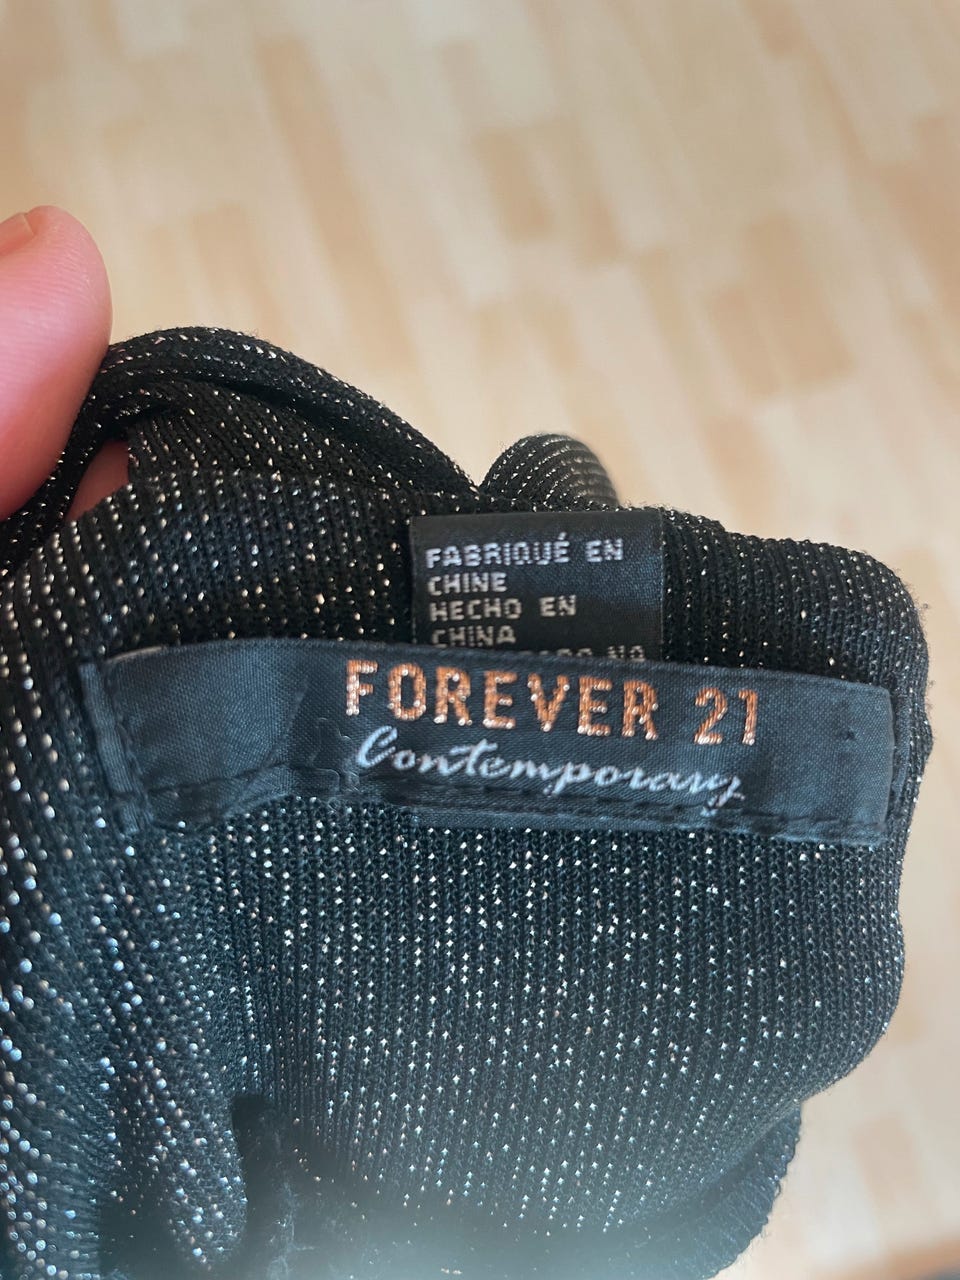 FABRIQUÉ EN
CHINE
HECHO EN
CHINA
FOREVER 21
Contemporary